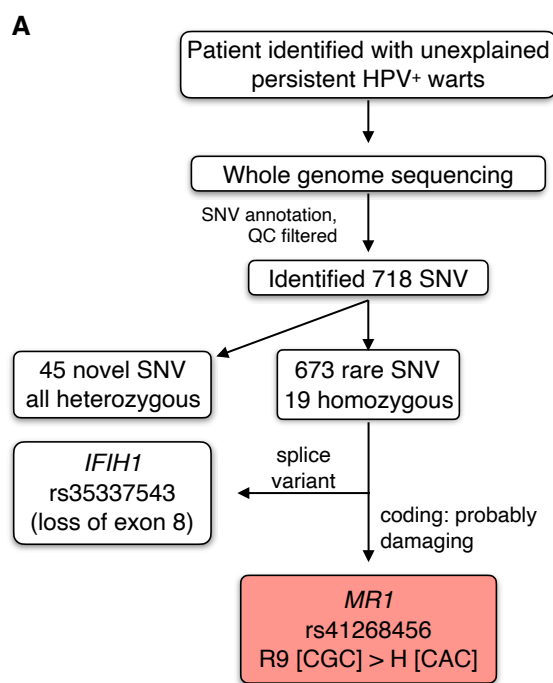 A
Patient identified with unexplained
persistent HPV+ warts
Whole genome sequencing
SNV annotation,
QC filtered
Identified 718 SNV
45 novel SNV
all heterozygous
673 rare SNV
19 homozygous
IFIH1
rs35337543
(loss of exon 8)
splice
variant
coding: probably
damaging
MR1
rs41268456
R9 [CGC] > H [CAC]